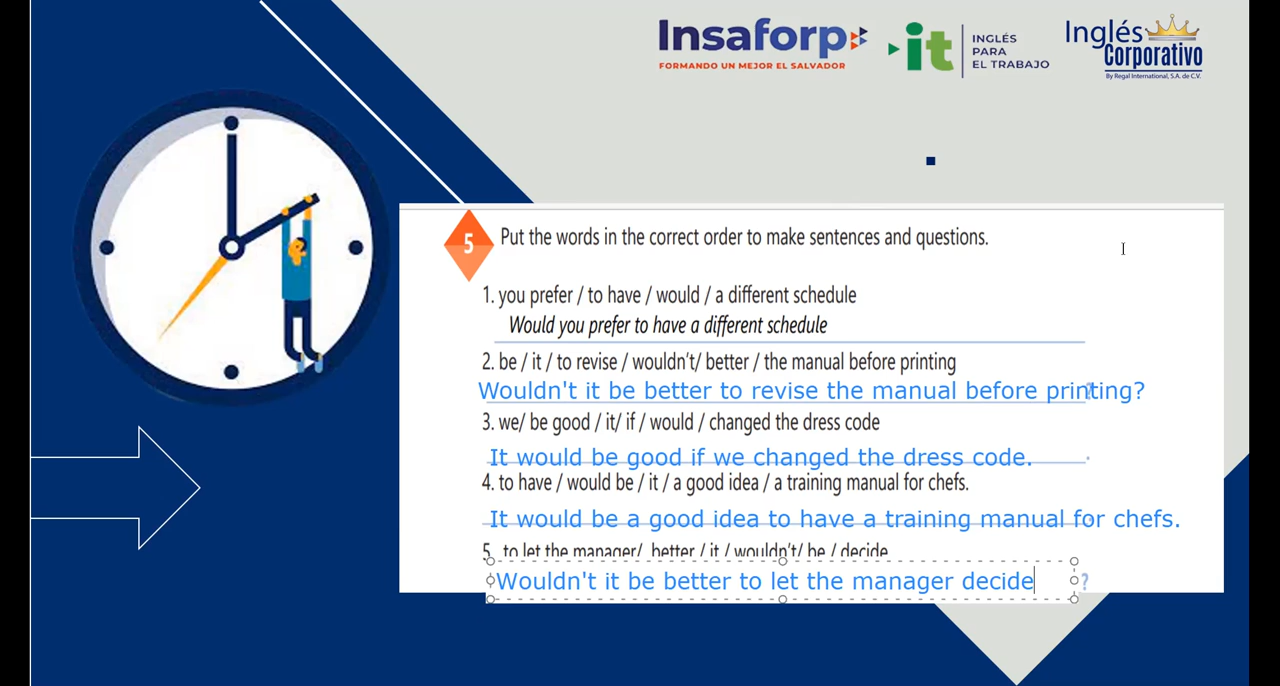 Insaforp
FORMANDO UN MEJOR EL SALVADOR
it
INGLÉS
PARA
EL TRABAJO
Inglés
Corporativo
By Regal International, S.A. de C.V.
5
Put the words in the correct order to make sentences and questions.
1. you prefer / to have / would / a different schedule
Would you prefer to have a different schedule
2. be / it / to revise / wouldn't/ better / the manual before printing
Wouldn't it be better to revise the manual before printing?
3. we/ be good / it/ if / would / changed the dress code
It would be good if we changed the dress code.
4. to have / would be / it / a good idea / a training manual for chefs.
It would be a good idea to have a training manual for chefs.
5. to let the manager/ better / it / wouldn't/ be / decide
Wouldn't it be better to let the manager decide ?